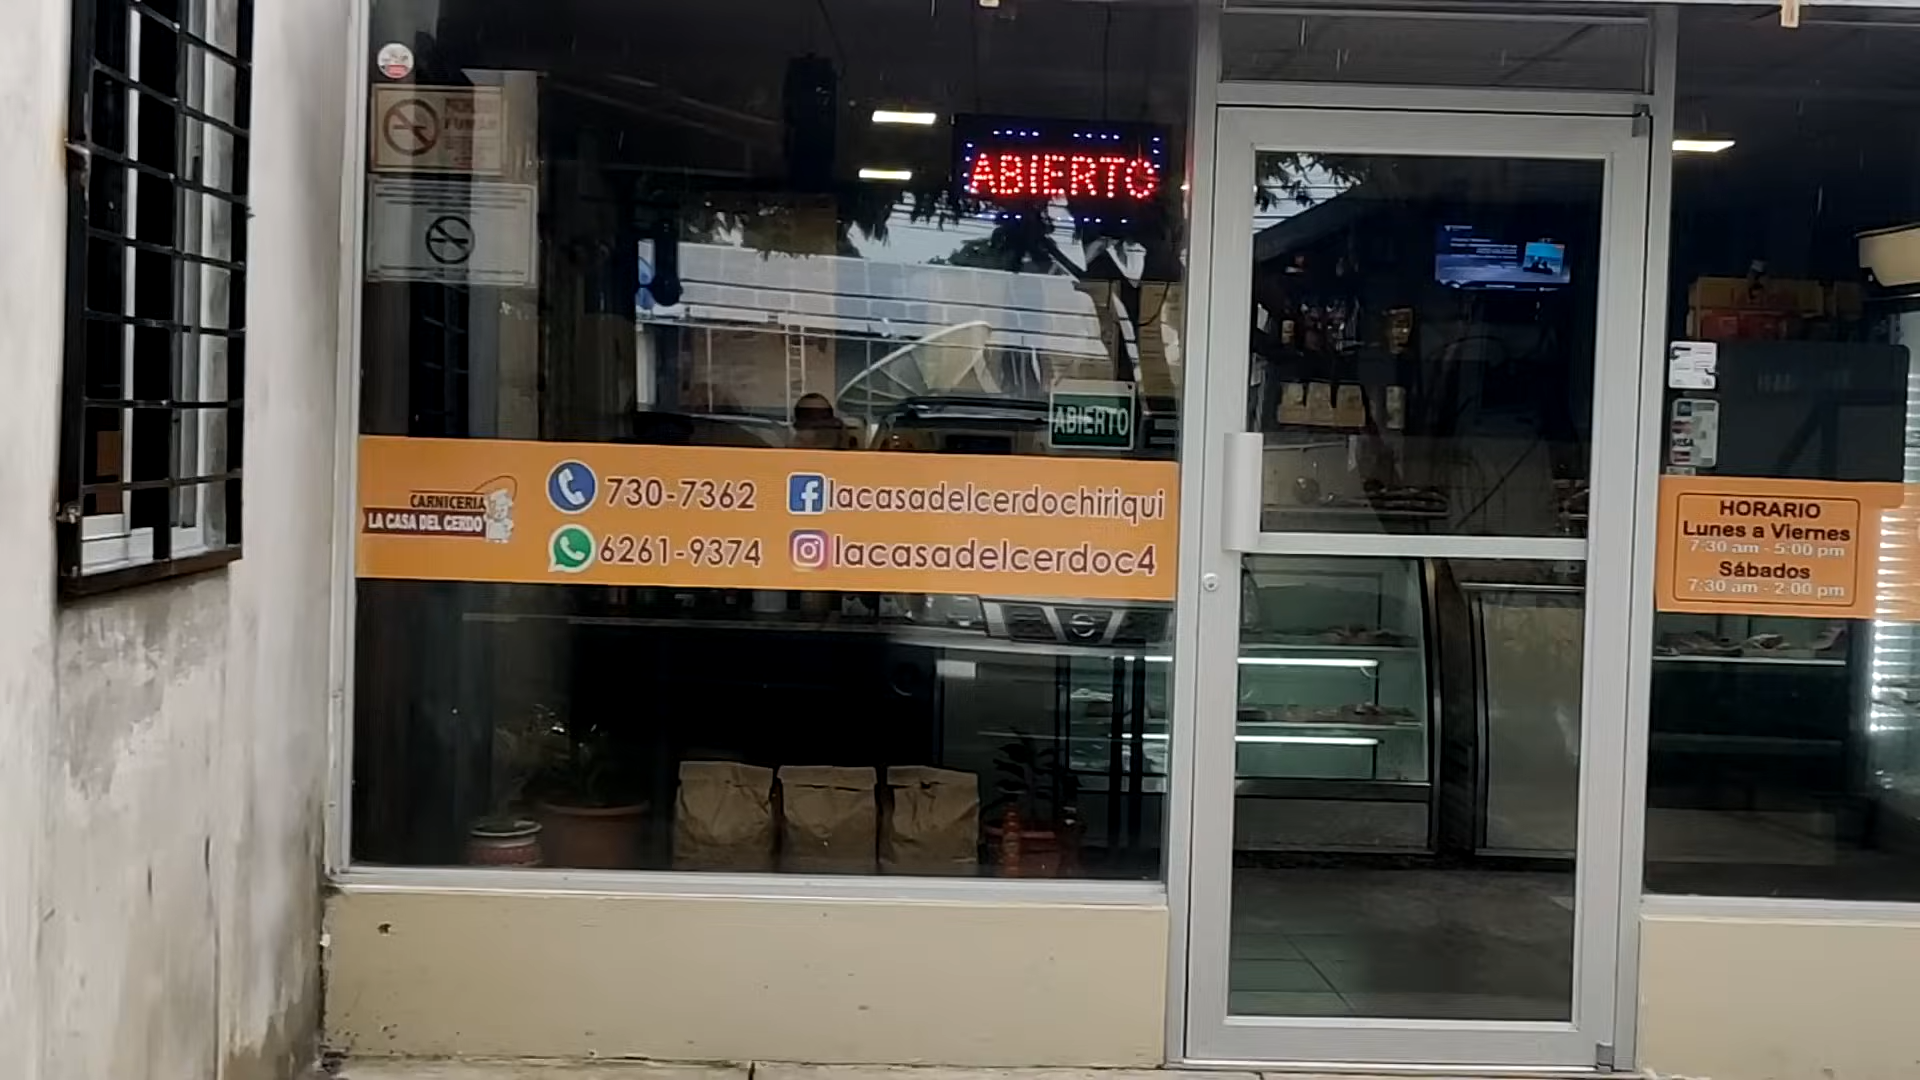 ABIERTO
ABIERTO
CARNICERIA
LA CASA DEL CERDO
730-7362
lacasadelcerdochiriqui
6261-9374
lacasadelcerdoc4
VISA
HORARIO
Lunes a Viernes
7:30 am - 5:00 pm
Sábados
7:30 am - 2:00 pm